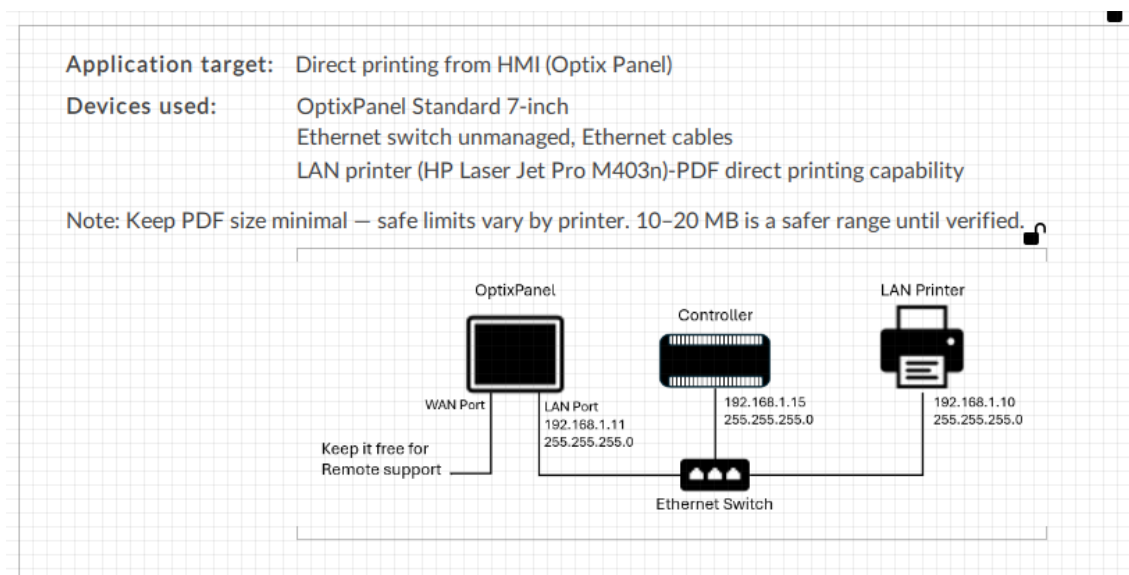 Application target: Direct printing from HMI (Optix Panel)
Devices used: OptixPanel Standard 7-inch
Ethernet switch unmanaged, Ethernet cables
LAN printer (HP Laser Jet Pro M403n)-PDF direct printing capability
Note: Keep PDF size minimal — safe limits vary by printer. 10–20 MB is a safer range until verified.
OptixPanel
LAN Printer
Controller
WAN Port
LAN Port
192.168.1.11
255.255.255.0
192.168.1.15
255.255.255.0
192.168.1.10
255.255.255.0
Keep it free for
Remote support
Ethernet Switch